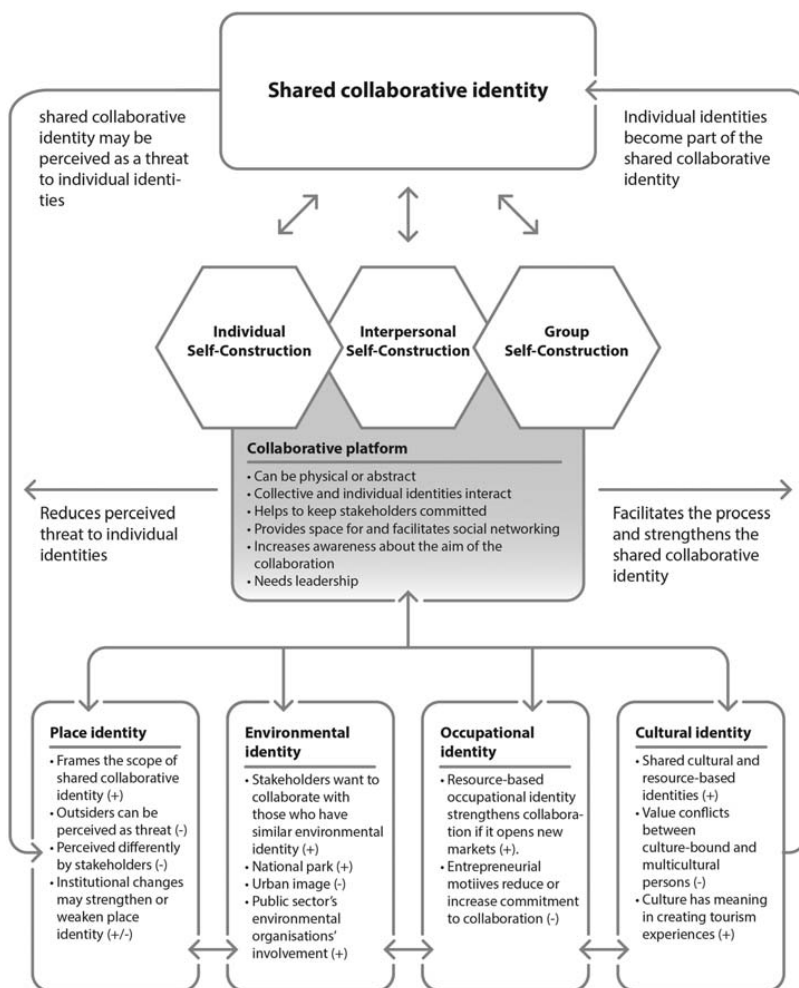 Shared collaborative identity
shared collaborative
identity may be
perceived as a threat
to individual identi-
ties
Individual identities
become part of the
shared collaborative
identity
Individual
Self-Construction
Interpersonal
Self-Construction
Group
Self-Construction
Collaborative platform
• Can be physical or abstract
• Collective and individual identities interact
• Helps to keep stakeholders committed
• Provides space for and facilitates social networking
• Increases awareness about the aim of the
collaboration
• Needs leadership
Reduces perceived
threat to individual
identities
Facilitates the process
and strengthens the
shared collaborative
identity
Place identity
• Frames the scope of
shared collaborative
identity (+)
• Outsiders can be
perceived as threat (-)
• Perceived differently
by stakeholders (-)
• Institutional changes
may strengthen or
weaken place
identity (+/-)
Environmental
identity
• Stakeholders want to
collaborate with
those who have
similar environmental
identity (+)
• National park (+)
• Urban image (-)
• Public sector's
environmental
organisations'
involvement (+)
Occupational
identity
• Resource-based
occupational identity
strengthens collabora-
tion if it opens new
markets (+).
• Entrepreneurial
motiives reduce or
increase commitment
to collaboration (-)
Cultural identity
• Shared cultural and
resource-based
identities (+)
• Value conflicts
between
culture-bound and
multicultural
persons (-)
• Culture has meaning
in creating tourism
experiences (+)